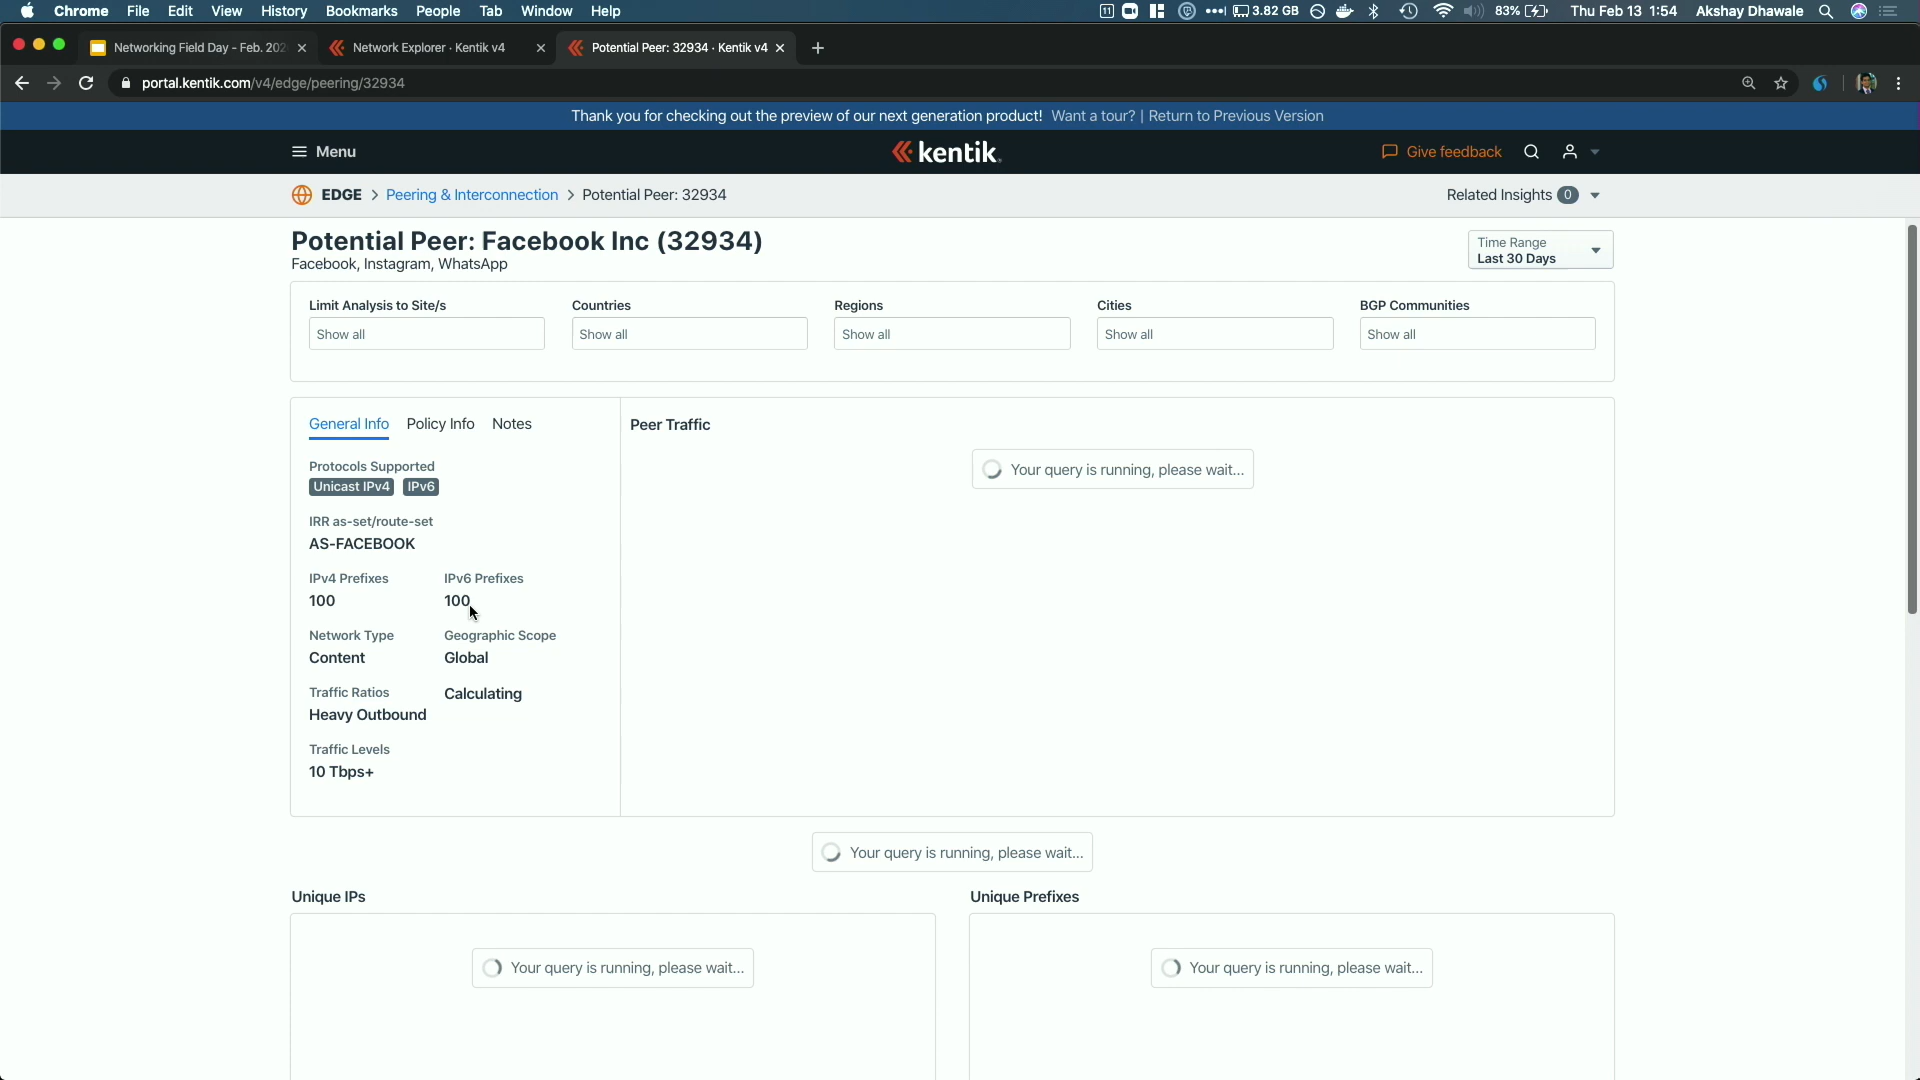 Chrome File Edit View History Bookmarks People Tab Window Help
11 3.82 GB 83% Thu Feb 13 1:54 Akshay Dhawale
Networking Field Day - Feb. 202
Network Explorer · Kentik v4
Potential Peer: 32934 · Kentik v4
portal.kentik.com/v4/edge/peering/32934
Thank you for checking out the preview of our next generation product! Want a tour? | Return to Previous Version
Menu
kentik
Give feedback
EDGE > Peering & Interconnection > Potential Peer: 32934
Related Insights 0
Potential Peer: Facebook Inc (32934)
Facebook, Instagram, WhatsApp
Time Range
Last 30 Days
Limit Analysis to Site/s
Show all
Countries
Show all
Regions
Show all
Cities
Show all
BGP Communities
Show all
General Info Policy Info Notes
Protocols Supported
Unicast IPv4 IPv6
IRR as-set/route-set
AS-FACEBOOK
IPv4 Prefixes
100
IPv6 Prefixes
100
Network Type
Content
Geographic Scope
Global
Traffic Ratios
Heavy Outbound
Calculating
Traffic Levels
10 Tbps+
Peer Traffic
Your query is running, please wait...
Your query is running, please wait...
Unique IPs
Your query is running, please wait...
Unique Prefixes
Your query is running, please wait...